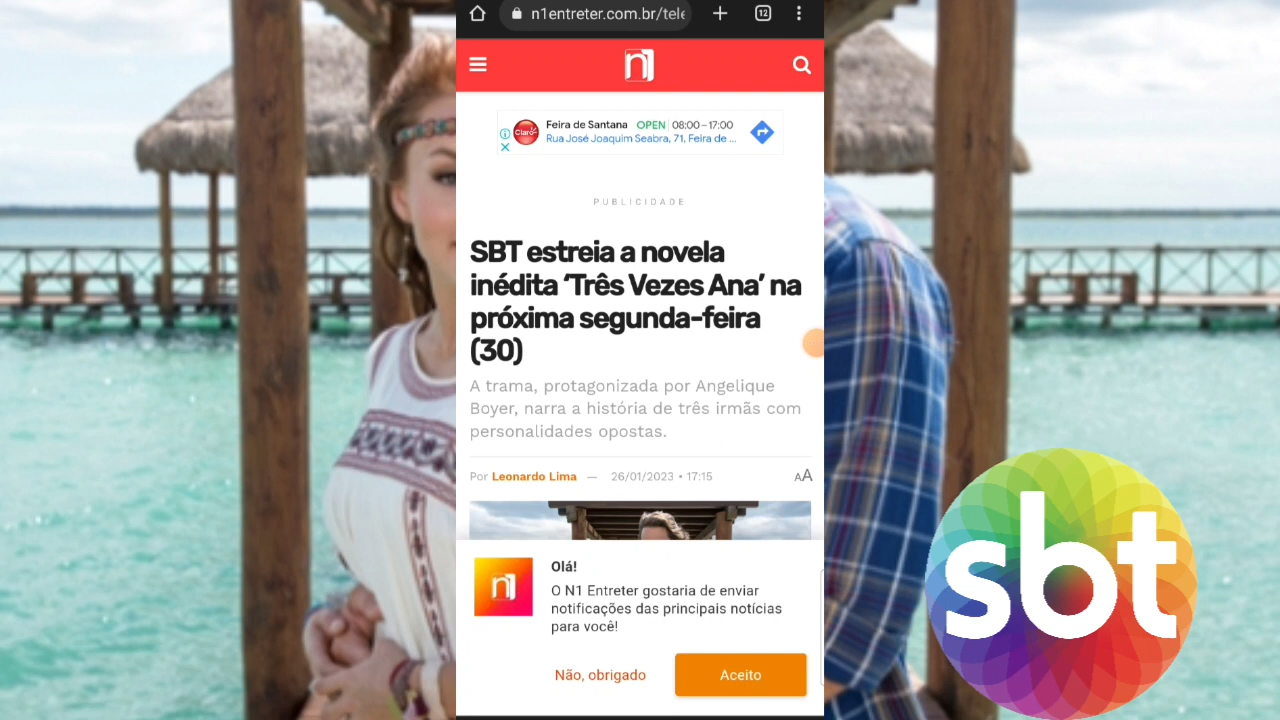 n1entreter.com.br/tele
12
n1
Claro
Feira de Santana OPEN 08:00 – 17:00
Rua José Joaquim Seabra, 71, Feira de ...
PUBLICIDADE
SBT estreia a novela
inédita ‘Três Vezes Ana’ na
próxima segunda-feira
(30)
A trama, protagonizada por Angelique
Boyer, narra a história de três irmãs com
personalidades opostas.
Por Leonardo Lima — 26/01/2023 • 17:15
AA
Olá!
n1
O N1 Entreter gostaria de enviar
notificações das principais notícias
para você!
Não, obrigado
Aceito
sbt